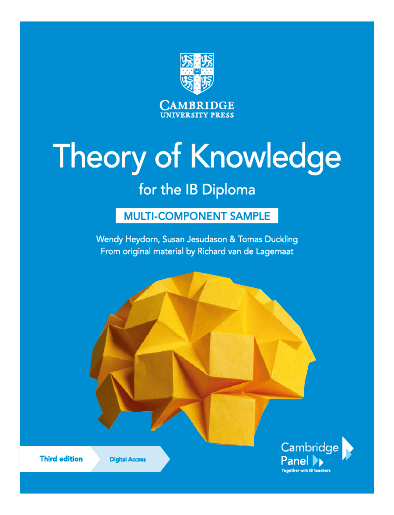 CAMBRIDGE
UNIVERSITY PRESS
Theory of Knowledge
for the IB Diploma
MULTI-COMPONENT SAMPLE
Wendy Heydorn, Susan Jesudason & Tomas Duckling
From original material by Richard van de Lagemaat
Cambridge
Panel
Together with IB teachers
Third edition
Digital Access